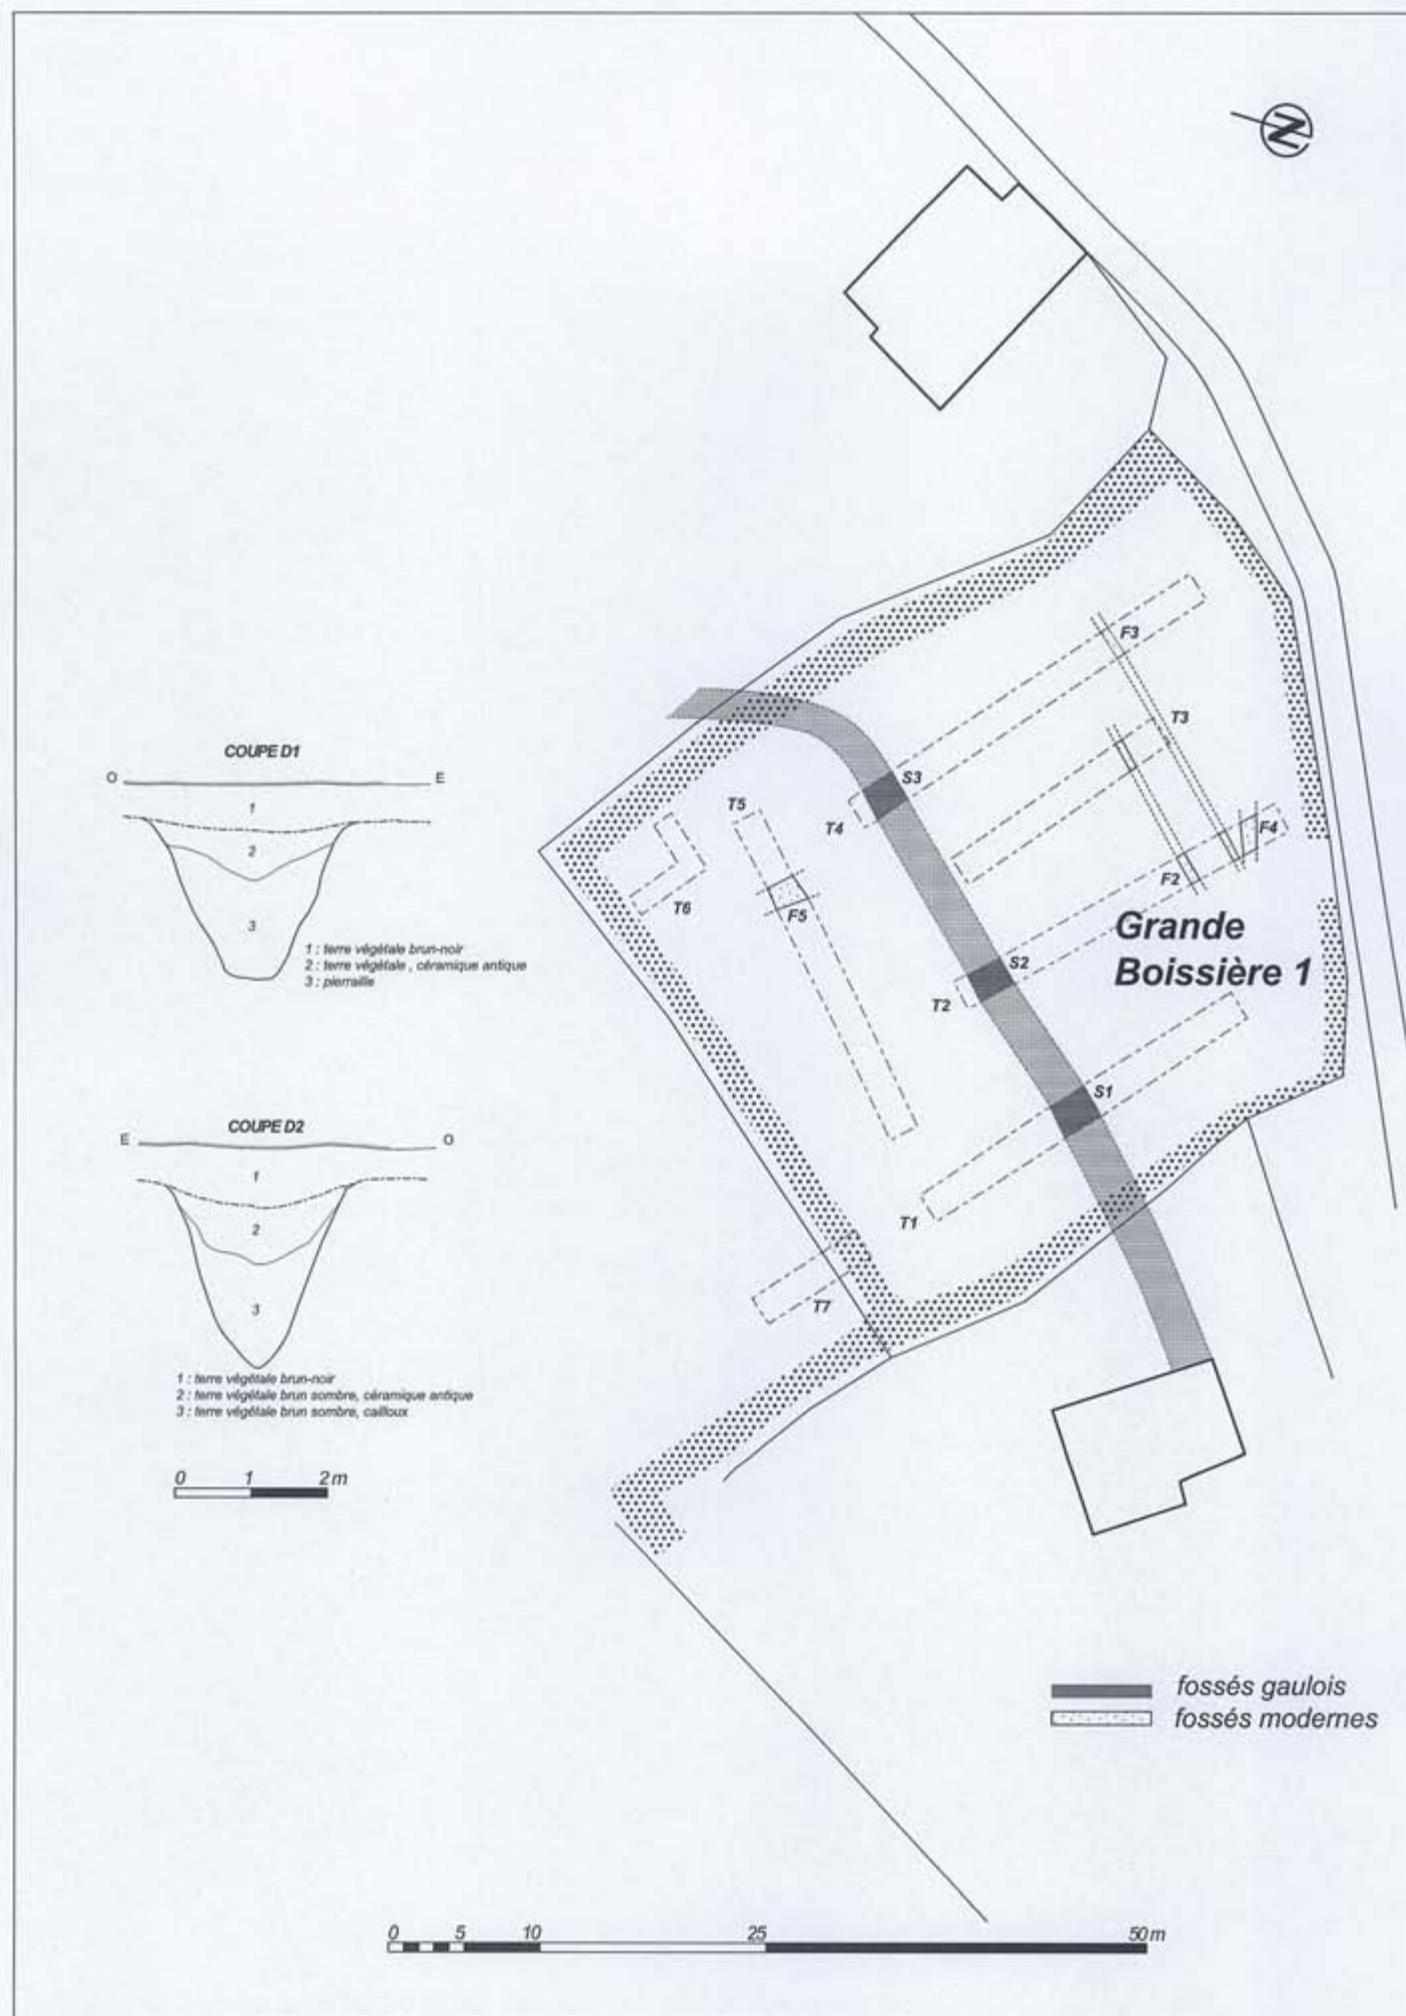 N
COUPE D1
O E
1
2
3
1 : terre végétale brun-noir
2 : terre végétale , céramique antique
3 : pierraille
COUPE D2
E O
1
2
3
1 : terre végétale brun-noir
2 : terre végétale brun sombre, céramique antique
3 : terre végétale brun sombre, cailloux
0 1 2 m
F3
T3
S3
T4
T5
F4
F2
F5
T6
Grande
Boissière 1
S2
T2
S1
T1
T7
fossés gaulois
fossés modernes
0 5 10 25 50 m